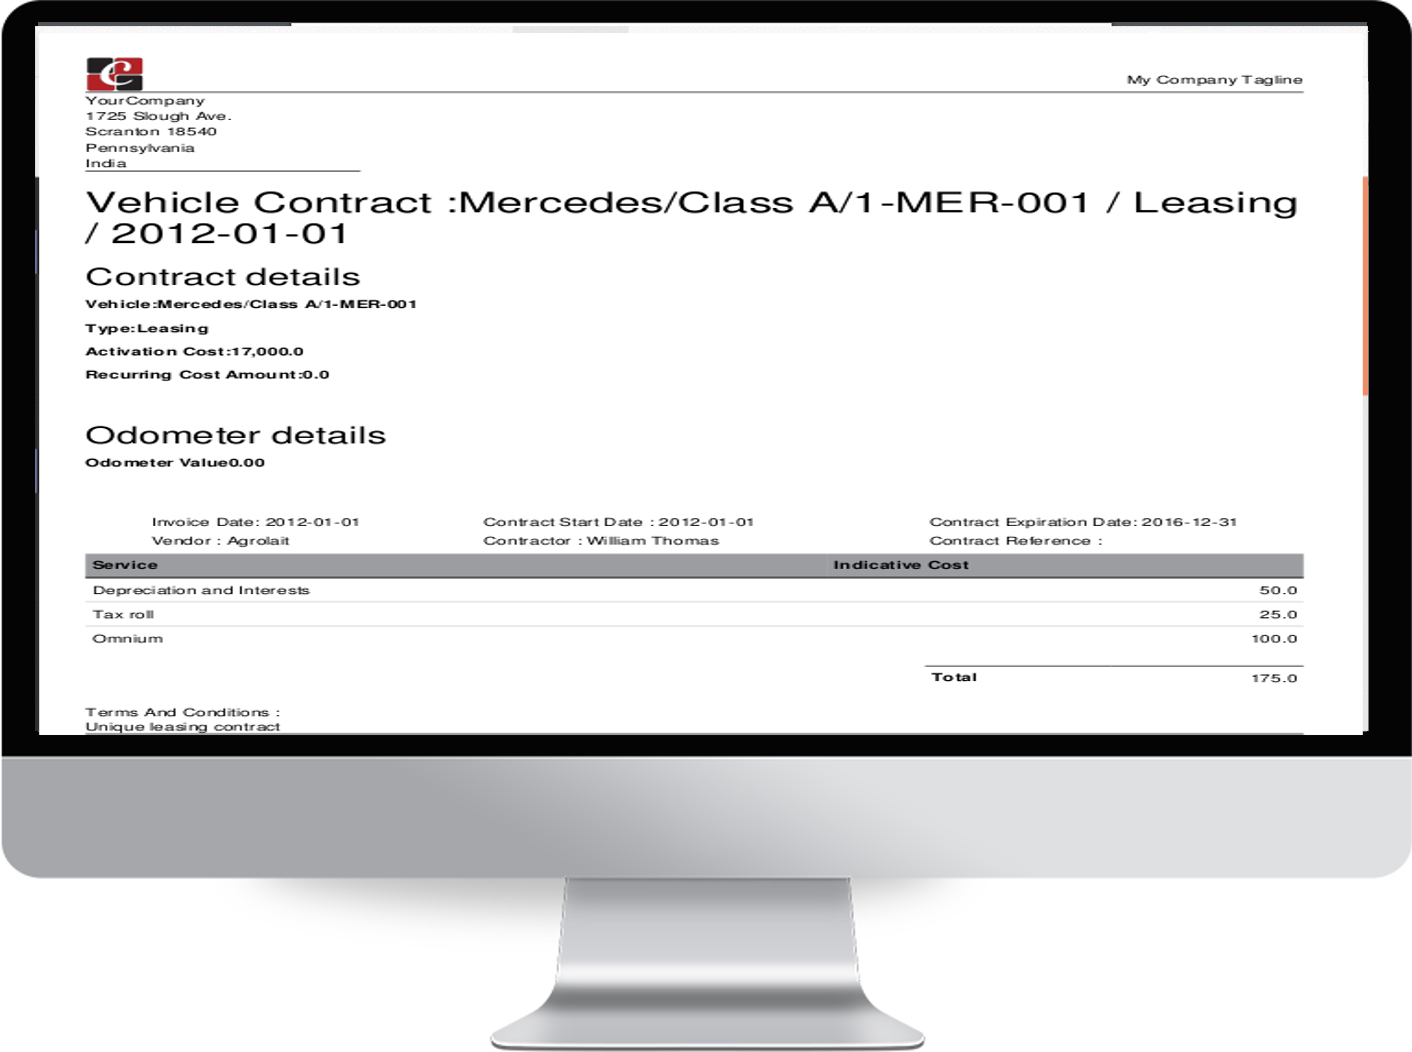 My Company Tagline
YourCompany
1725 Slough Ave.
Scranton 18540
Pennsylvania
India
Vehicle Contract :Mercedes/Class A/1-MER-001 / Leasing
/ 2012-01-01
Contract details
Vehicle:Mercedes/Class A/1-MER-001
Type:Leasing
Activation Cost:17,000.0
Recurring Cost Amount:0.0
Odometer details
Odometer Value0.00
Invoice Date: 2012-01-01 Contract Start Date : 2012-01-01 Contract Expiration Date: 2016-12-31
Vendor : Agrolait Contractor : William Thomas Contract Reference :
Service Indicative Cost
Depreciation and Interests 50.0
Tax roll 25.0
Omnium 100.0
Total 175.0
Terms And Conditions :
Unique leasing contract